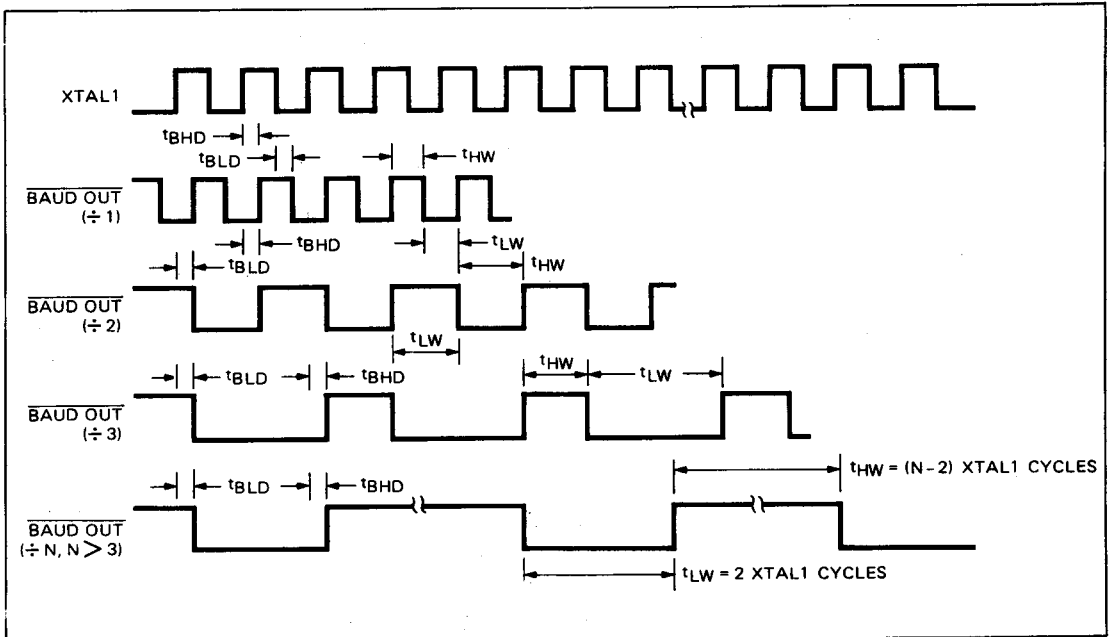 XTAL1
tBHD
tBLD
tHW
BAUD OUT
(÷ 1)
tBHD
tLW
tBLD
tHW
BAUD OUT
(÷ 2)
tLW
tHW
tBLD
tBHD
tLW
BAUD OUT
(÷ 3)
tHW = (N-2) XTAL1 CYCLES
tBLD
tBHD
BAUD OUT
(÷ N, N > 3)
tLW = 2 XTAL1 CYCLES